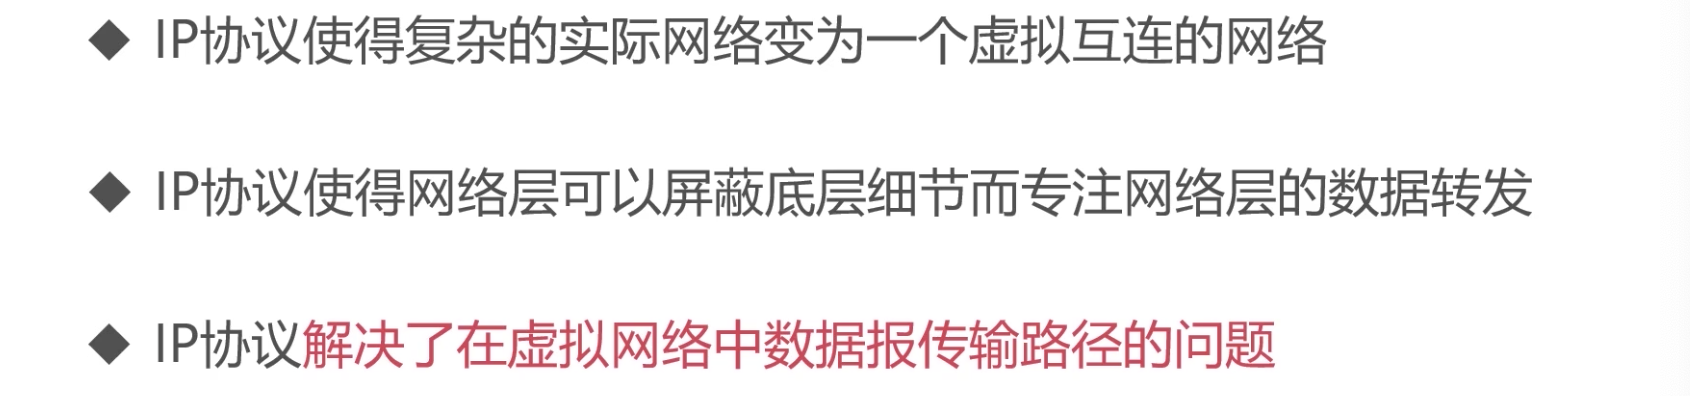 ◆ IP协议使得复杂的实际网络变为一个虚拟互连的网络
◆ IP协议使得网络层可以屏蔽底层细节而专注网络层的数据转发
◆ IP协议解决了在虚拟网络中数据报传输路径的问题